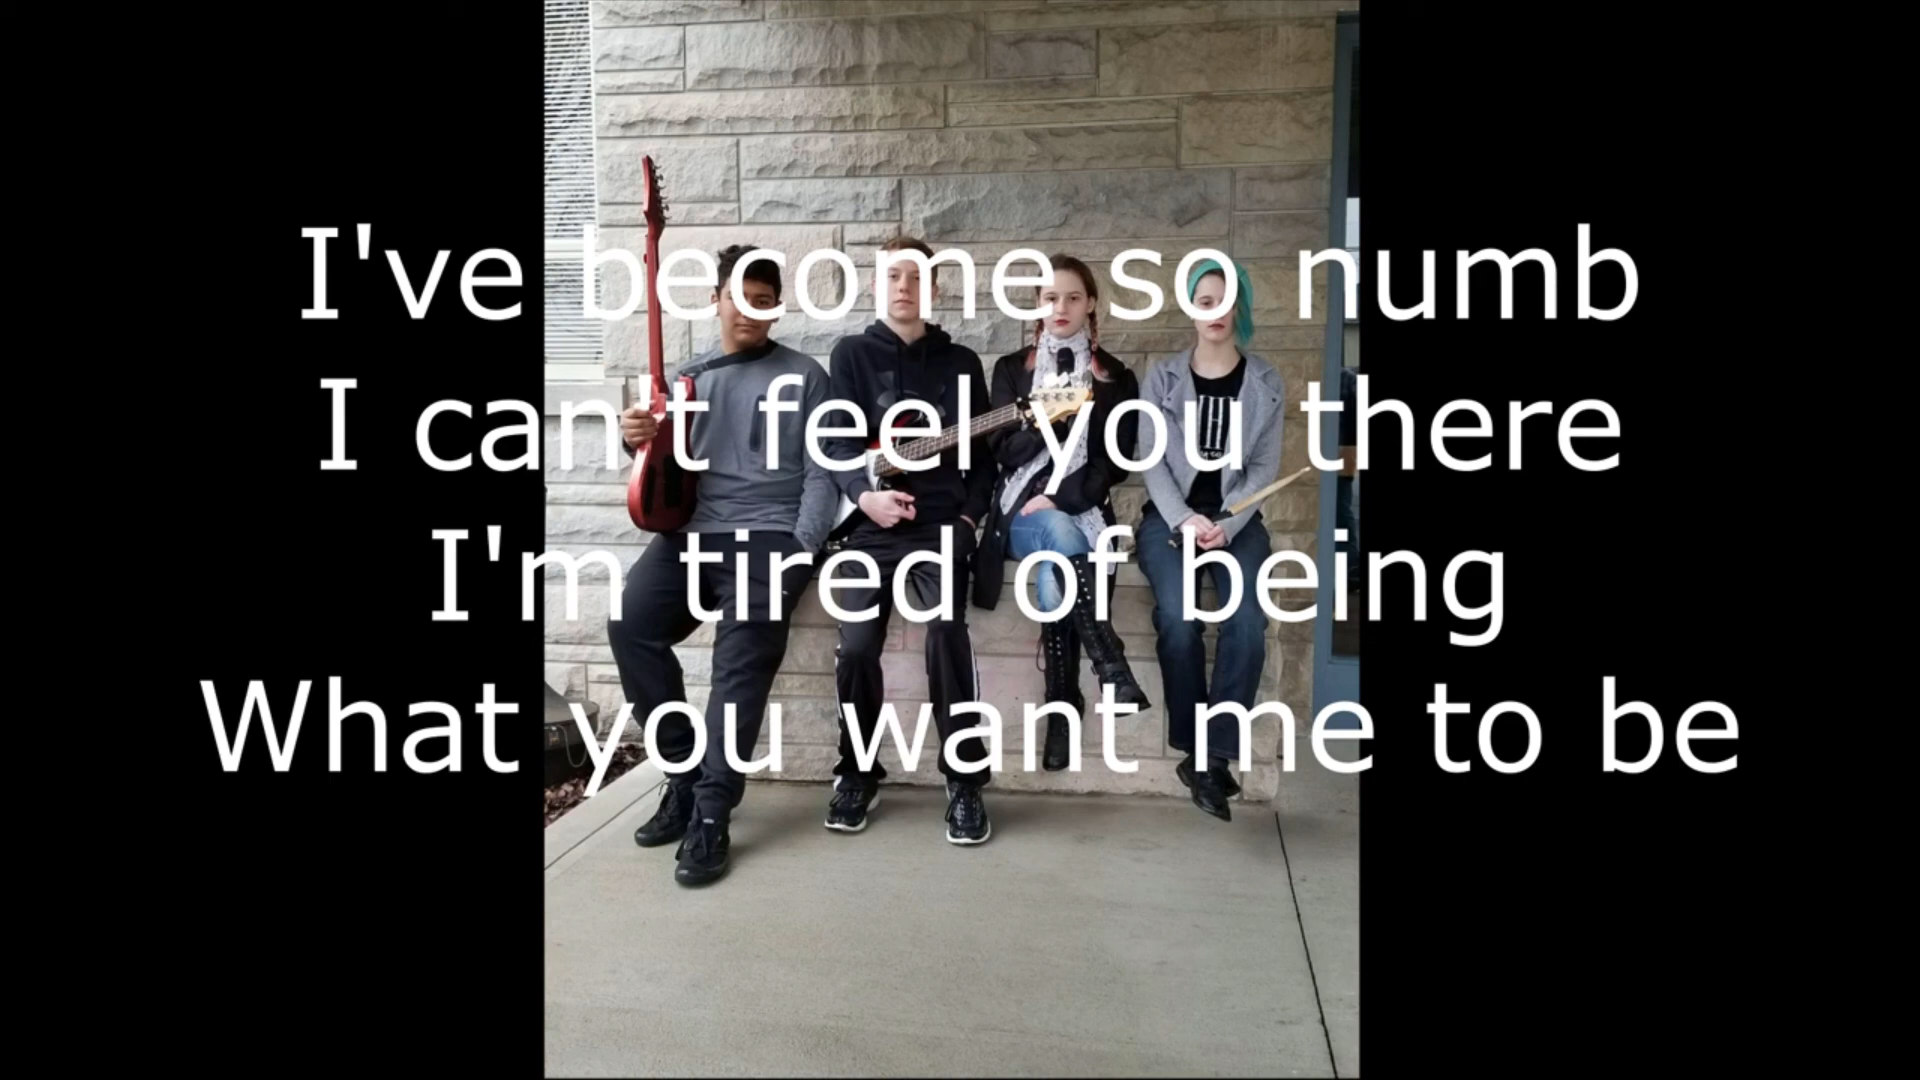 I've become so numb
I can't feel you there
I'm tired of being
What you want me to be